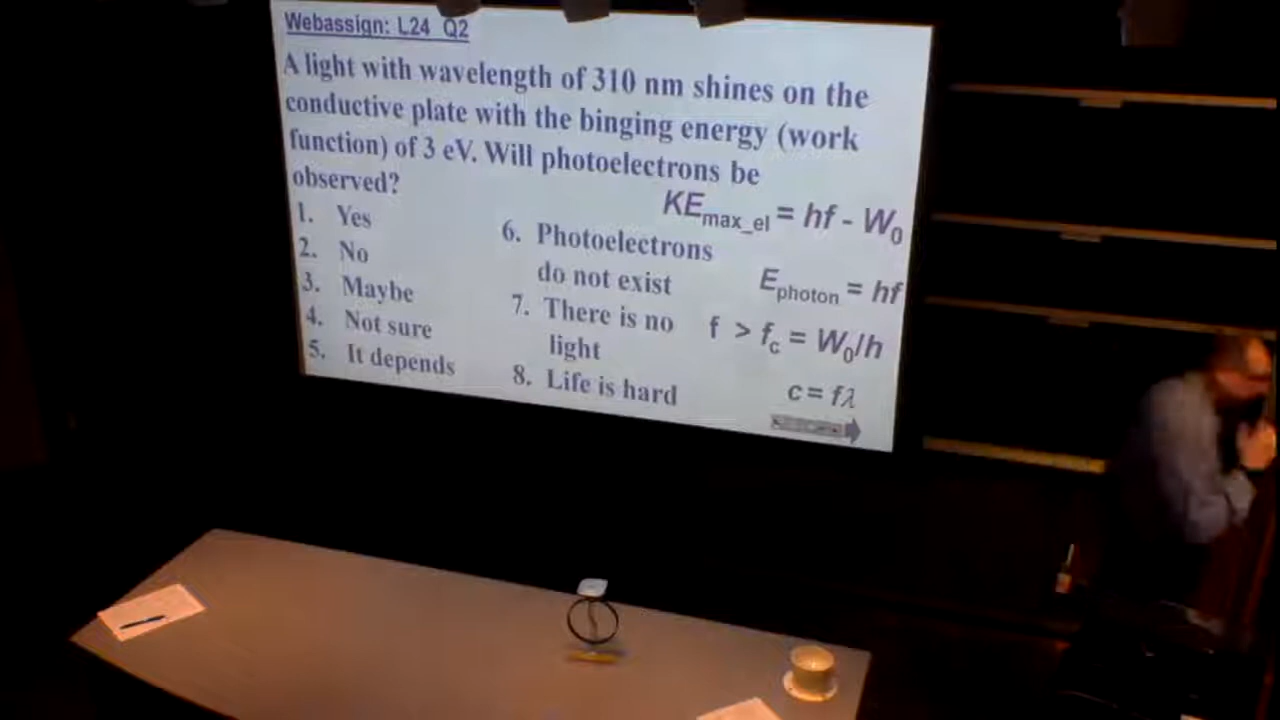 Webassign: L24 Q2
A light with wavelength of 310 nm shines on the
conductive plate with the binging energy (work
function) of 3 eV. Will photoelectrons be
observed?
1. Yes
2. No
3. Maybe
4. Not sure
5. It depends
6. Photoelectrons
do not exist
7. There is no
light
8. Life is hard
KEmax_el = hf - W0
Ephoton = hf
f > fc = W0/h
c = fλ